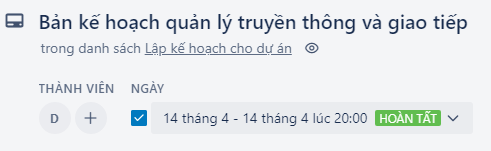 Bản kế hoạch quản lý truyền thông và giao tiếp
trong danh sách Lập kế hoạch cho dự án
THÀNH VIÊN NGÀY
D + 14 tháng 4 - 14 tháng 4 lúc 20:00 HOÀN TẤT